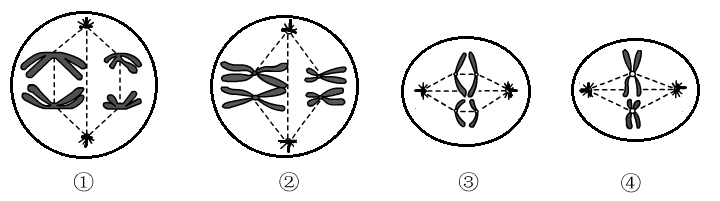 ① ② ③ ④